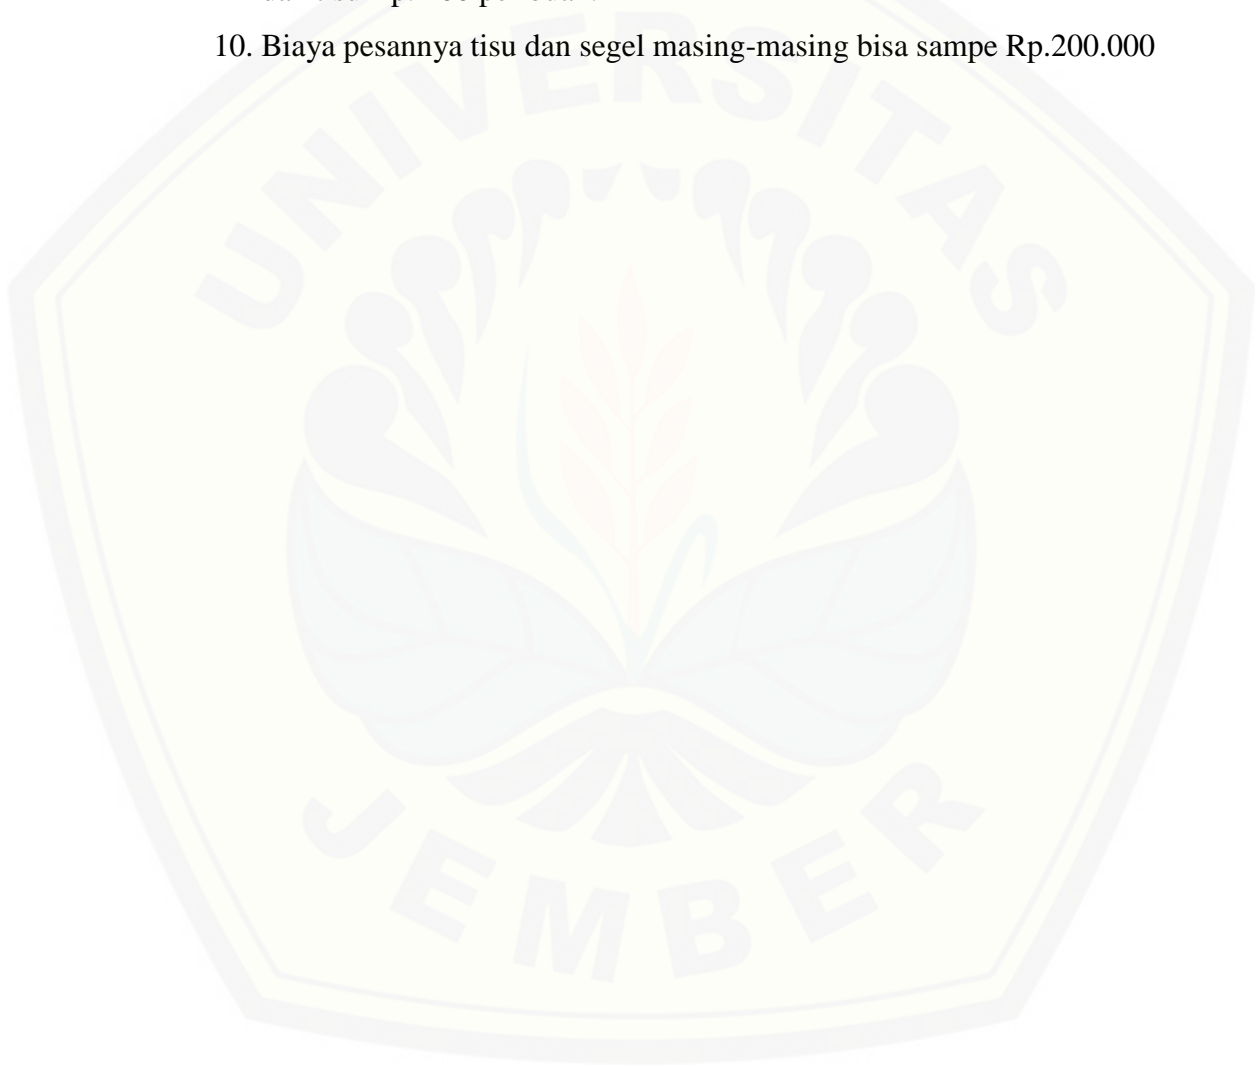 10. Biaya pesannya tisu dan segel masing-masing bisa sampe Rp.200.000
UNIVERSITAS
JEMBER